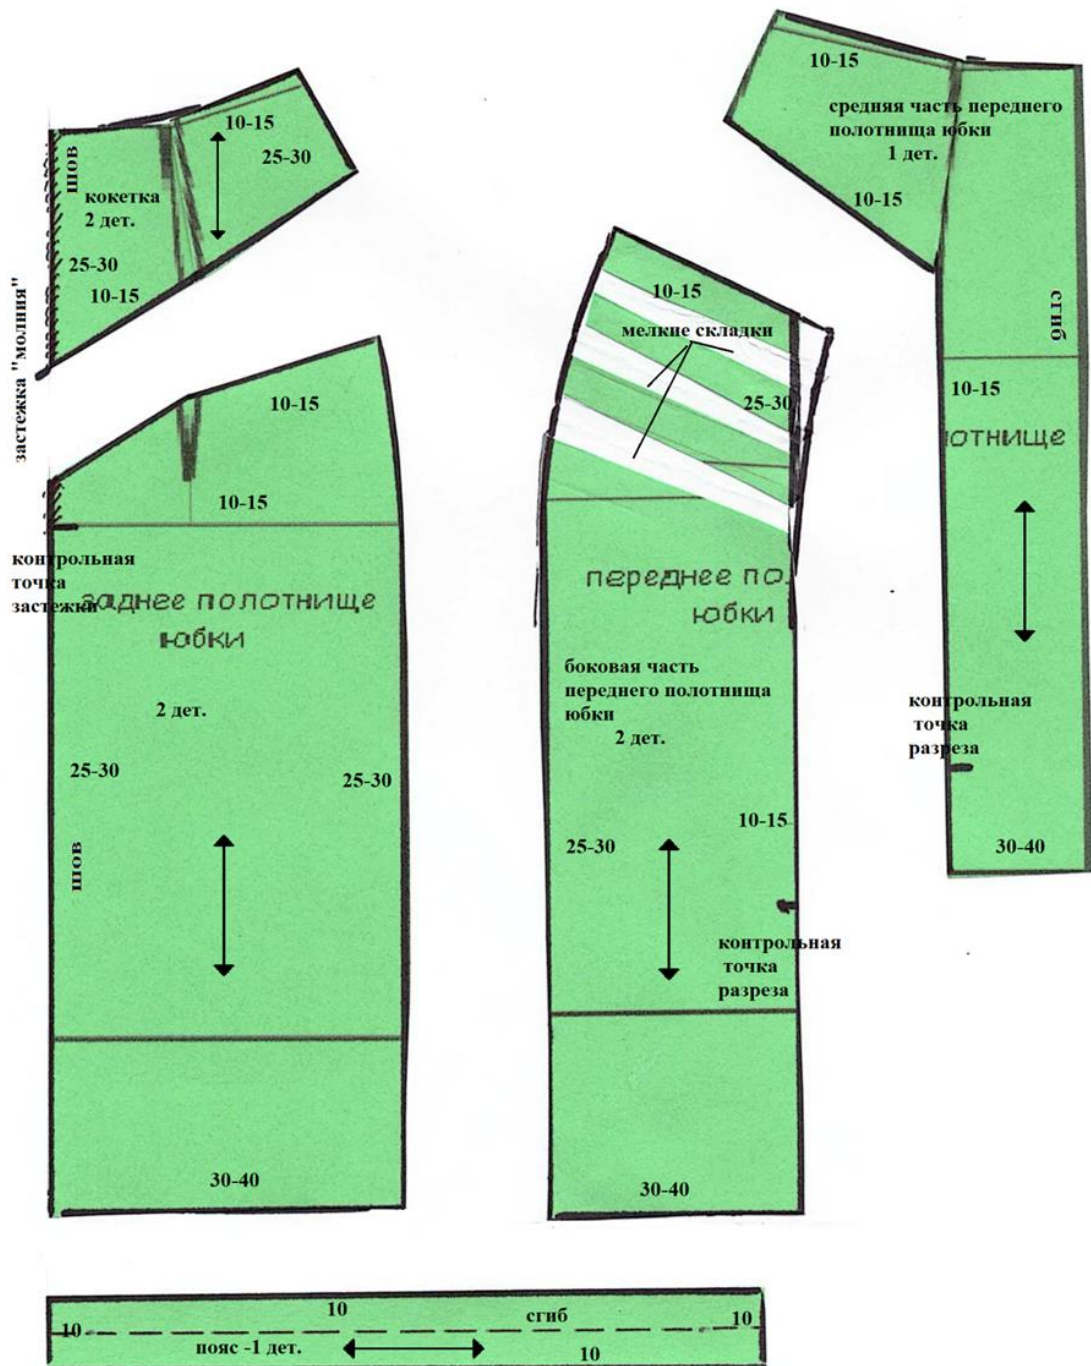 10-15
25-30
шов
кокетка
2 дет.
25-30
10-15
застежка "молния"
10-15
10-15
контрольная
точка
застежки
заднее полотнище
юбки
2 дет.
25-30
25-30
шов
30-40
10-15
мелкие складки
25-30
переднее по
юбки
боковая часть
переднего полотнища
юбки
2 дет.
10-15
25-30
контрольная
точка
разреза
30-40
10-15
средняя часть переднего
полотнища юбки
1 дет.
10-15
сгиб
10-15
отнище
контрольная
точка
разреза
30-40
10
сгиб
10
10
пояс -1 дет.
10